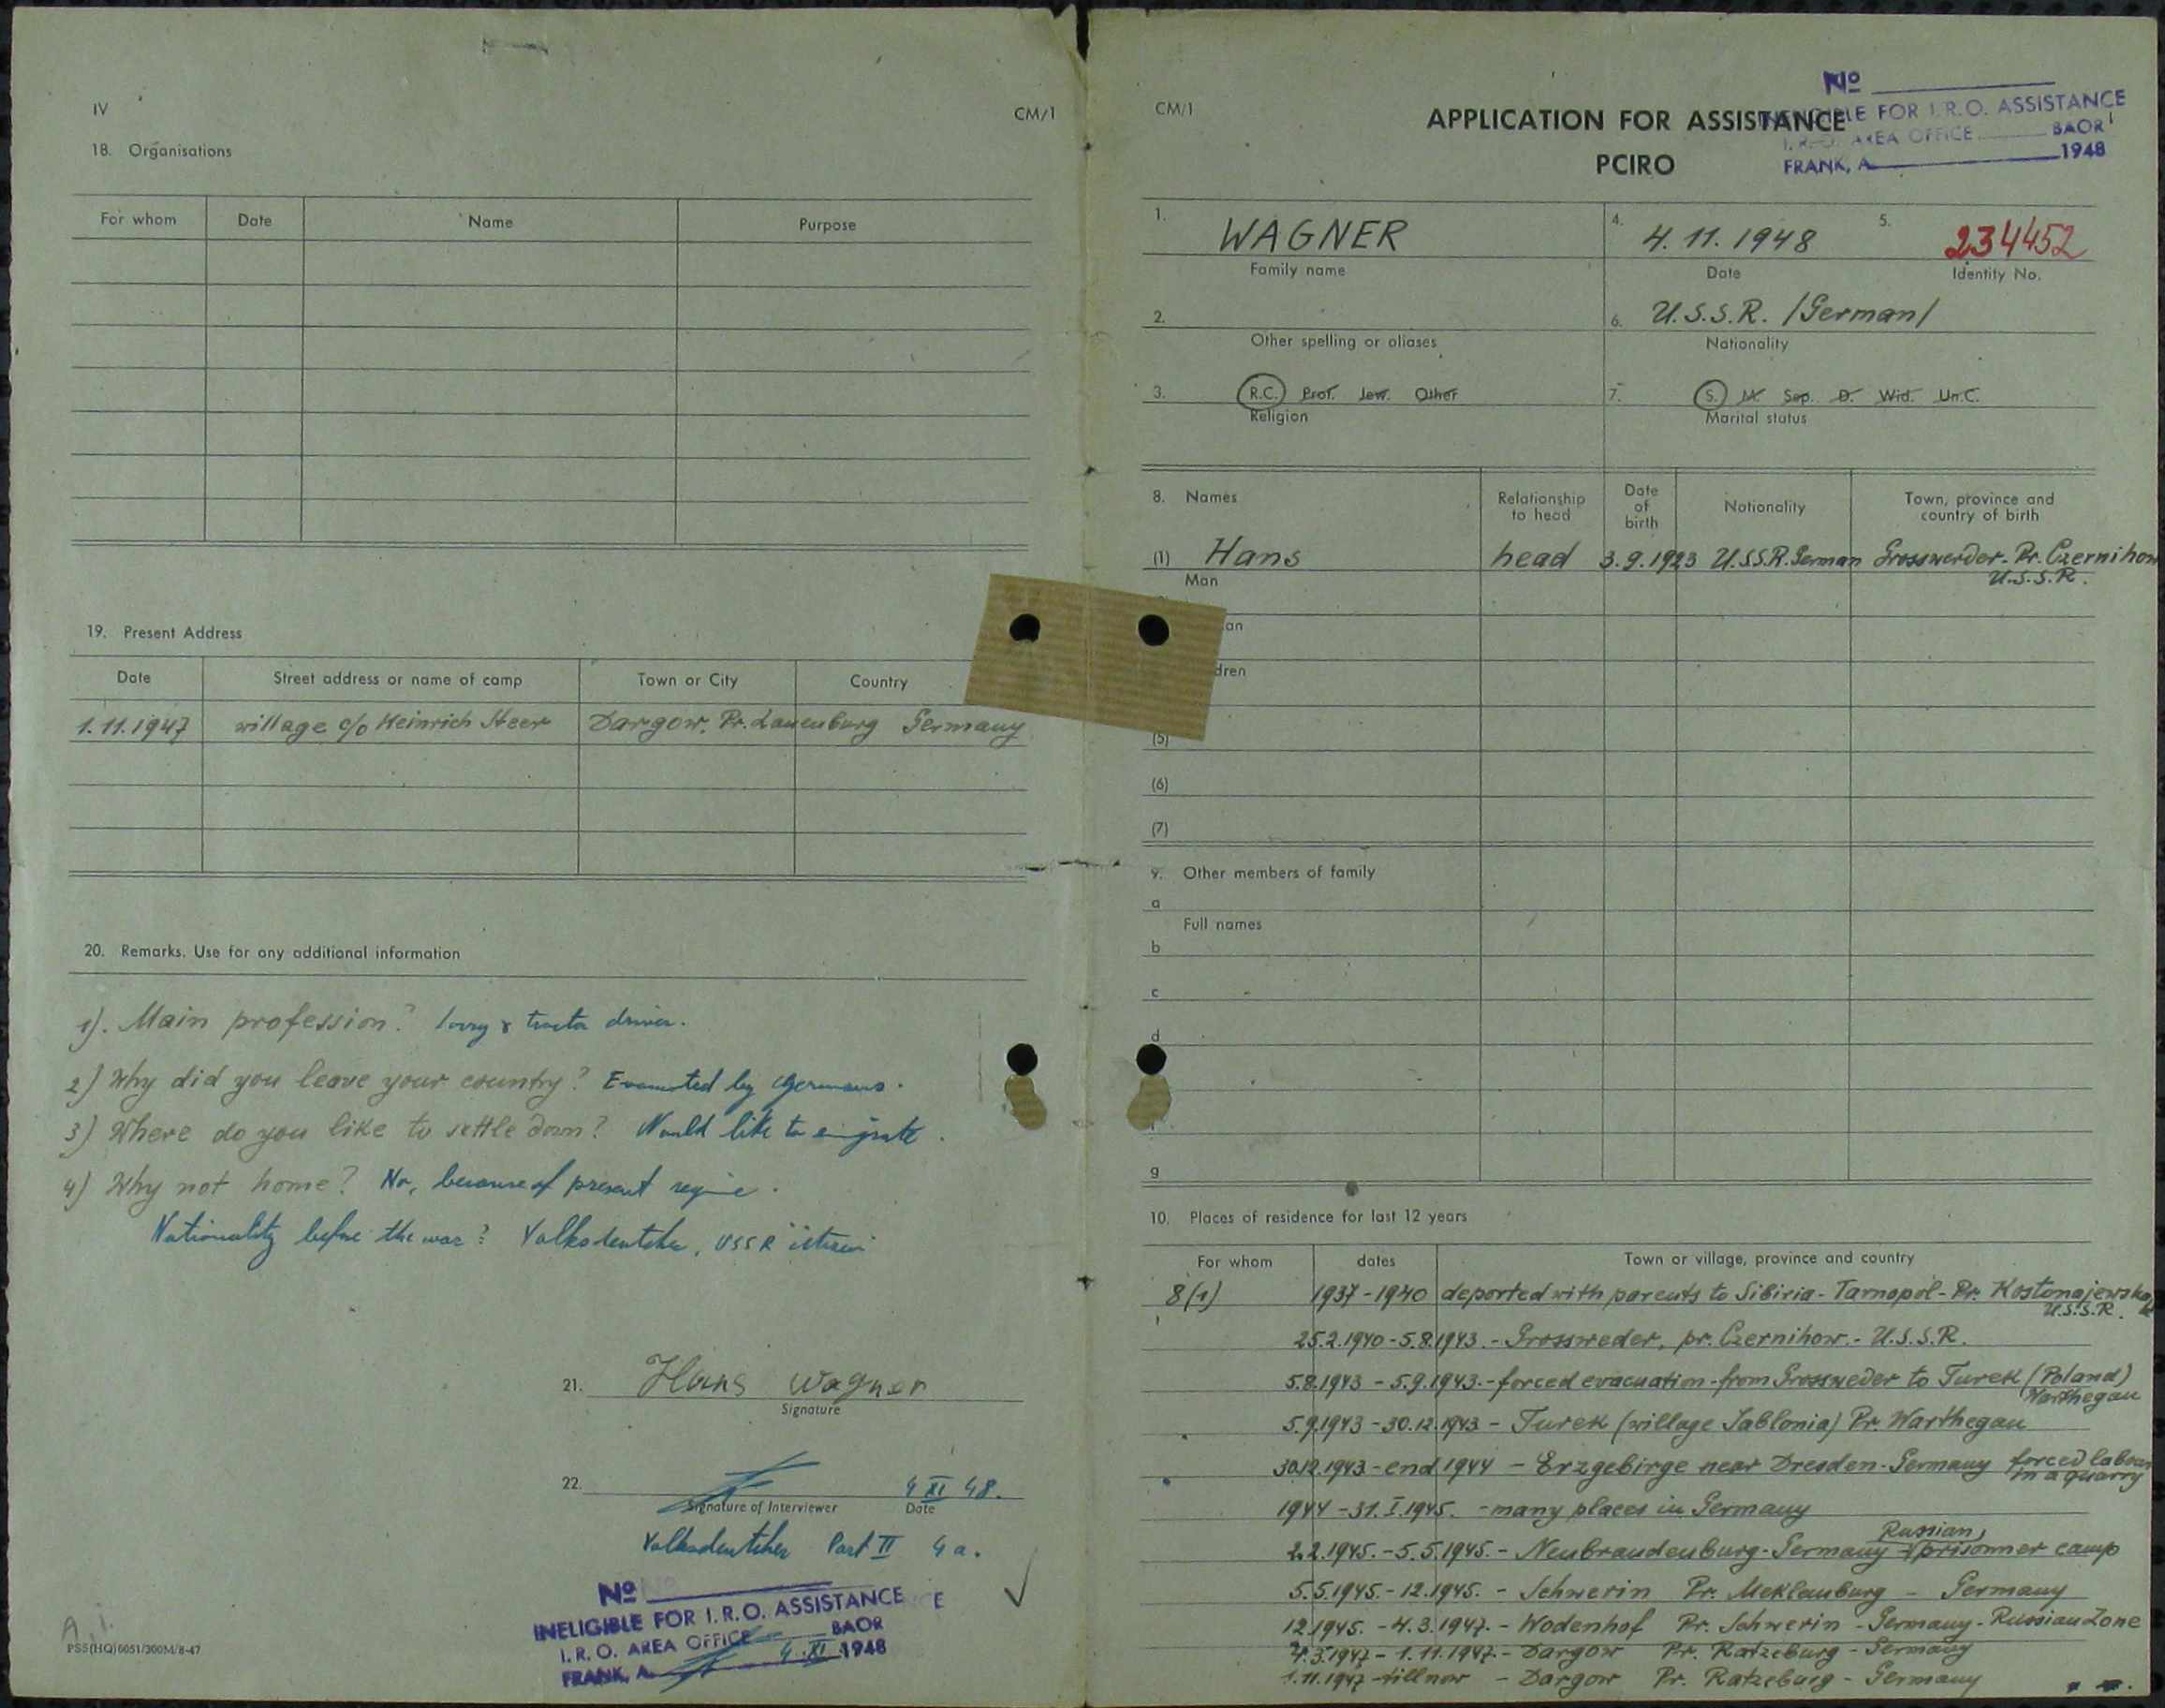 IV
CM/1
18. Organisations
For whom Date Name Purpose
19. Present Address
Date Street address or name of camp Town or City Country
1.11.1947 village c/o Heinrich Steer Dargow, Pr. Lauenburg Germany
20. Remarks. Use for any additional information
1). Main profession? lorry & tractor driver.
2) Why did you leave your country? Evacuated by Germans.
3) Where do you like to settle down? Would like to emigrate.
4) Why not home? No, because of present regime.
Nationality before the war? Volksdeutscher, USSR
21. Hans Wagner
Signature
22. 4 XI 48.
Signature of Interviewer Date
Volksdeutscher Part II 4a.
No
INELIGIBLE FOR I.R.O. ASSISTANCE
I.R.O. AREA OFFICE BAOR
FRANK, A. 4. XI 1948
PSS(HQ)6051/300M/8-47
CM/1
No
INELIGIBLE FOR I.R.O. ASSISTANCE
I.R.O. AREA OFFICE BAOR
FRANK, A. 1948
APPLICATION FOR ASSISTANCE
PCIRO
1. WAGNER 4. 4.11.1948 5. 234452
Family name Date Identity No.
2. 6. U.S.S.R. /German/
Other spelling or aliases Nationality
3. R.C. Prot. Jew. Other 7. S. M. Sep. D. Wid. Un.C.
Religion Marital status
8. Names Relationship to head Date of birth Nationality Town, province and country of birth
(1) Hans head 3.9.1923 U.S.S.R. German Grosswerder-Pr. Czernihow
U.S.S.R.
Man
an
dren
(5)
(6)
(7)
9. Other members of family
a
Full names
b
c
d
g
10. Places of residence for last 12 years
For whom dates Town or village, province and country
8(1) 1937-1940 deported with parents to Sibiria-Tarnopol-Pr. Kostonajewska
U.S.S.R.
25.2.1940-5.8.1943.-Grossweder, pr. Czernihow.-U.S.S.R.
5.8.1943 - 5.9.1943.-forced evacuation-from Grossweder to Turek (Poland)
Warthegau
5.9.1943-30.12.1943- Turek (village Jablonia) Pr. Warthegau
30.12.1943-end 1944 - Erzgebirge near Dresden-Germany forced labour
in a quarry
1944-31.I.1945. -many places in Germany
2.2.1945.-5.5.1945.- Neubrandenburg-Germany Russian prisonner camp
5.5.1945.-12.1945. - Schwerin Pr. Meklenburg - Germany
12.1945.-4.3.1947.- Wodenhof Pr. Schwerin-Germany-Russian Zone
4.3.1947-1.11.1947.- Dargow Pr. Ratzeburg-Germany
1.11.1947-till now - Dargow Pr. Ratzeburg-Germany